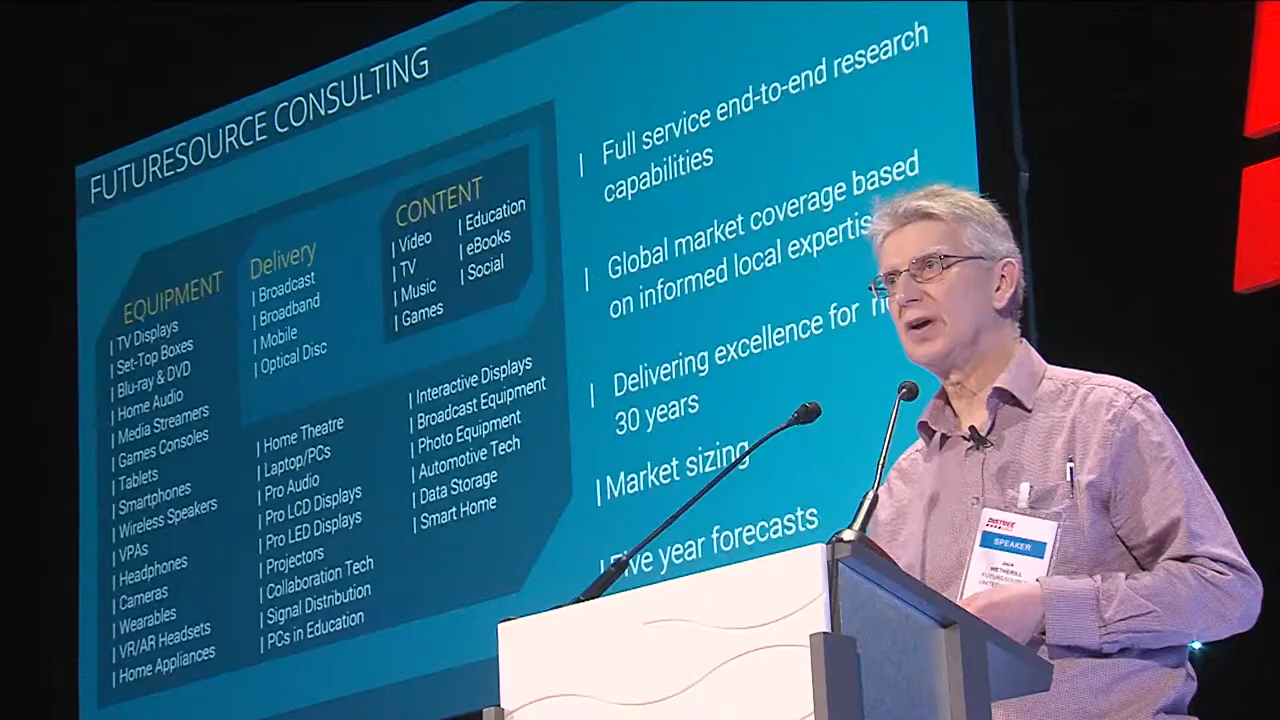 FUTURESOURCE CONSULTING
EQUIPMENT
| TV Displays
| Set-Top Boxes
| Blu-ray & DVD
| Home Audio
| Media Streamers
| Games Consoles
| Tablets
| Smartphones
| Wireless Speakers
| VPAs
| Headphones
| Cameras
| Wearables
| VR/AR Headsets
| Home Appliances
Delivery
| Broadcast
| Broadband
| Mobile
| Optical Disc
| Home Theatre
| Laptop/PCs
| Pro Audio
| Pro LCD Displays
| Pro LED Displays
| Projectors
| Collaboration Tech
| Signal Distribution
| PCs in Education
CONTENT
| Video
| TV
| Music
| Games
| Education
| eBooks
| Social
| Interactive Displays
| Broadcast Equipment
| Photo Equipment
| Automotive Tech
| Data Storage
| Smart Home
| Full service end-to-end research
capabilities
| Global market coverage based
on informed local
| Delivering excellence for
30 years
| Market sizing
| Five year forecasts
DISTREE
SPEAKER
Jack
WETHERILL
UNITED